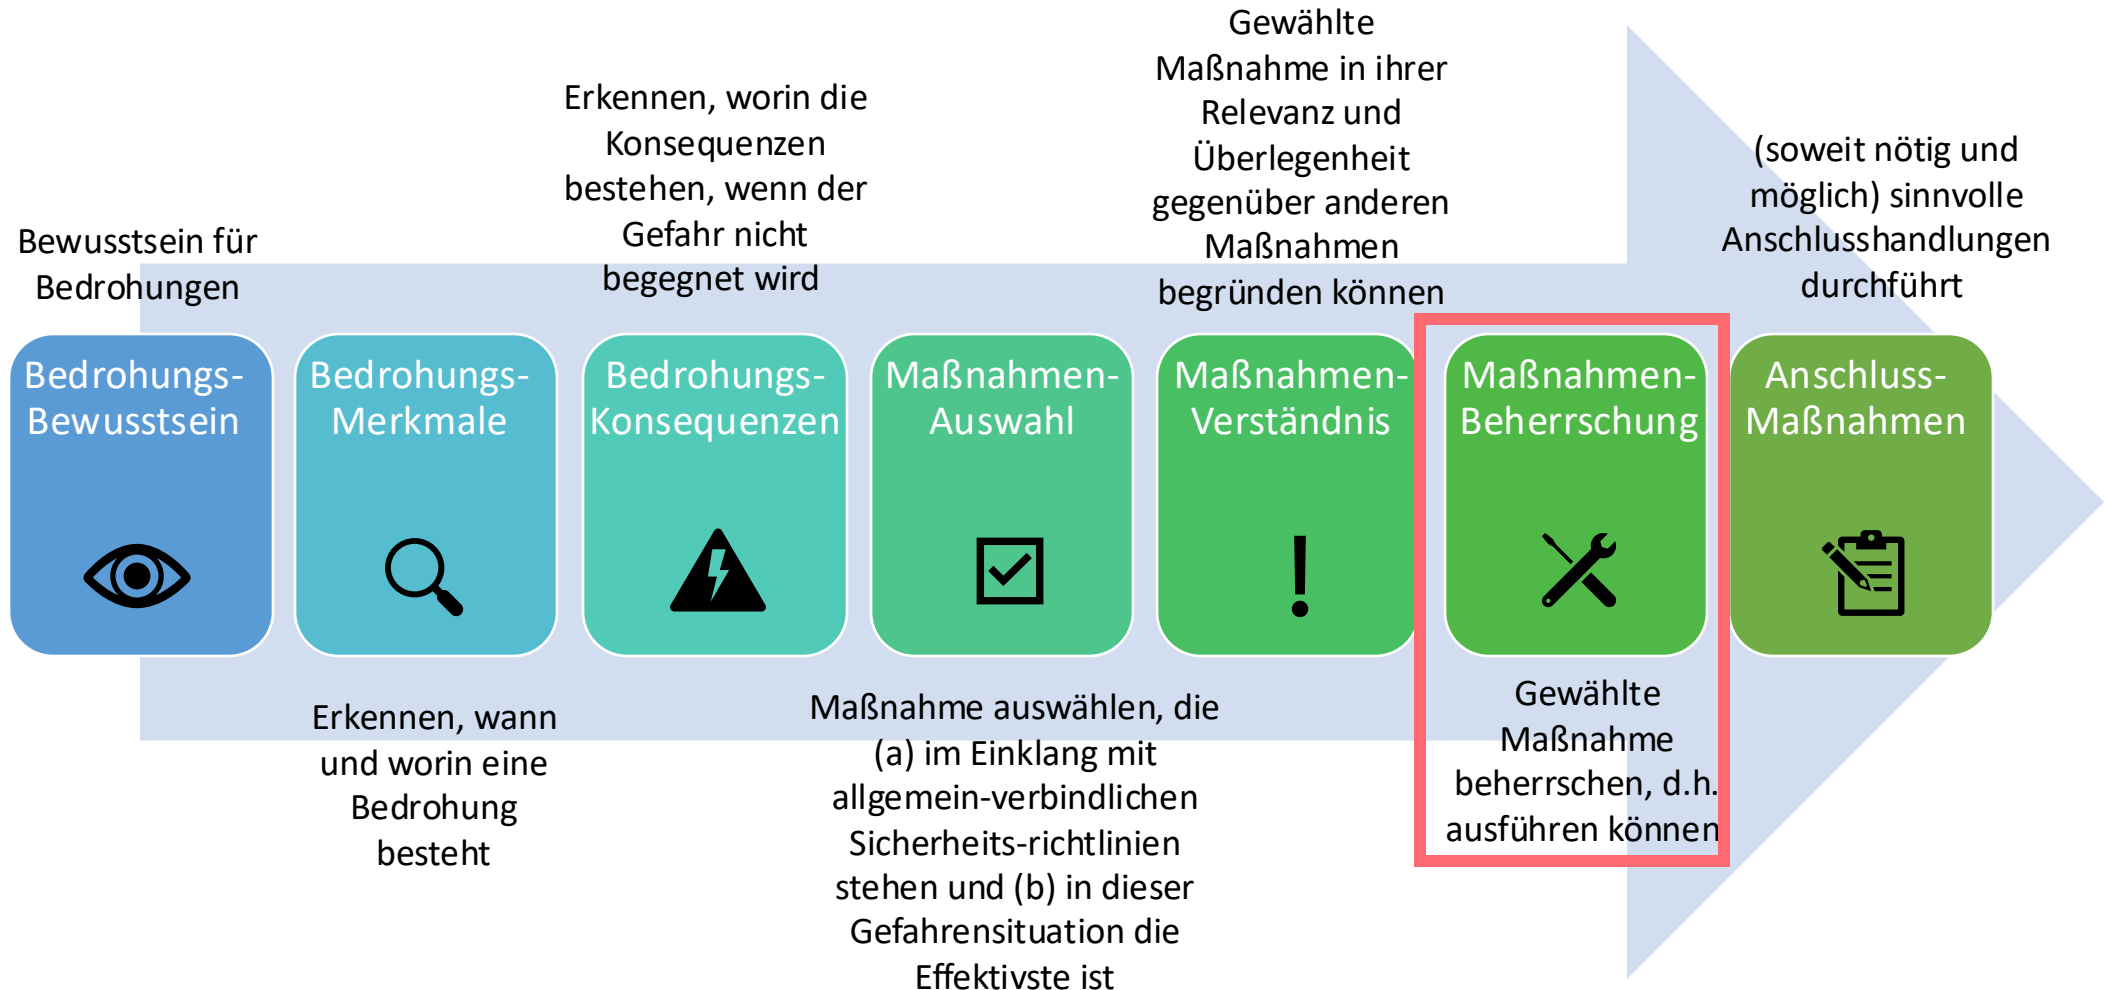 Bewusstsein für
Bedrohungen
Bedrohungs-
Bewusstsein
Bedrohungs-
Merkmale
Erkennen, wann
und worin eine
Bedrohung
besteht
Erkennen, worin die
Konsequenzen
bestehen, wenn der
Gefahr nicht
begegnet wird
Bedrohungs-
Konsequenzen
Maßnahmen-
Auswahl
Maßnahme auswählen, die
(a) im Einklang mit
allgemein-verbindlichen
Sicherheits-richtlinien
stehen und (b) in dieser
Gefahrensituation die
Effektivste ist
Gewählte
Maßnahme in ihrer
Relevanz und
Überlegenheit
gegenüber anderen
Maßnahmen
begründen können
Maßnahmen-
Verständnis
Maßnahmen-
Beherrschung
Gewählte
Maßnahme
beherrschen, d.h.
ausführen können
(soweit nötig und
möglich) sinnvolle
Anschlusshandlungen
durchführt
Anschluss-
Maßnahmen